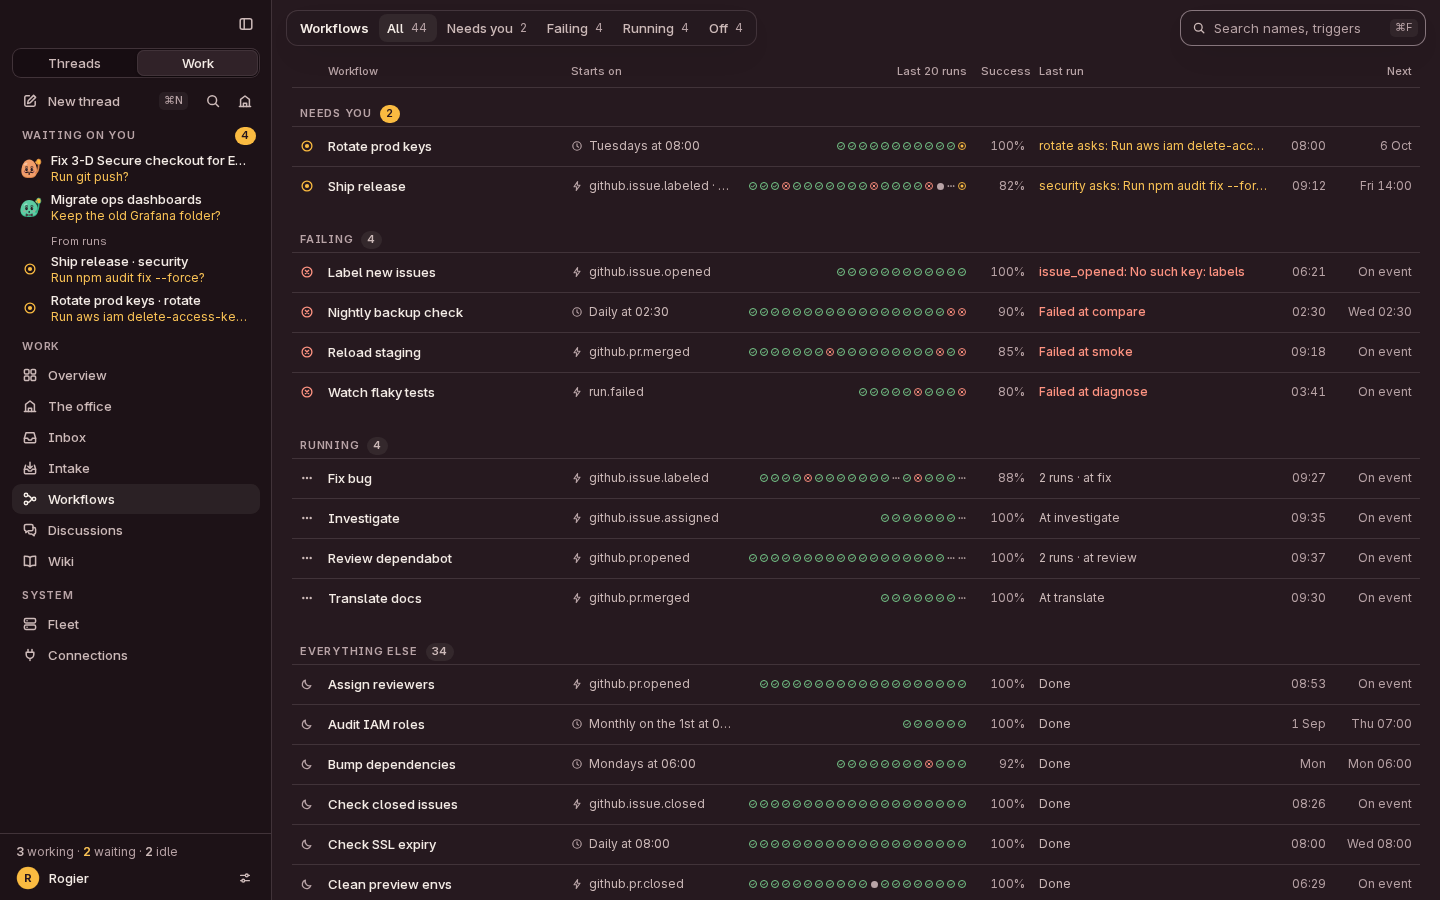 Threads
Work
New thread ⌘N
WAITING ON YOU 4
Fix 3-D Secure checkout for E…
Run git push?
Migrate ops dashboards
Keep the old Grafana folder?
From runs
Ship release · security
Run npm audit fix --force?
Rotate prod keys · rotate
Run aws iam delete-access-ke…
WORK
Overview
The office
Inbox
Intake
Workflows
Discussions
Wiki
SYSTEM
Fleet
Connections
3 working · 2 waiting · 2 idle
R Rogier
Workflows All 44 Needs you 2 Failing 4 Running 4 Off 4
Search names, triggers ⌘F
Workflow Starts on Last 20 runs Success Last run Next
NEEDS YOU 2
Rotate prod keys Tuesdays at 08:00 100% rotate asks: Run aws iam delete-acc… 08:00 6 Oct
Ship release github.issue.labeled · … 82% security asks: Run npm audit fix --for… 09:12 Fri 14:00
FAILING 4
Label new issues github.issue.opened 100% issue_opened: No such key: labels 06:21 On event
Nightly backup check Daily at 02:30 90% Failed at compare 02:30 Wed 02:30
Reload staging github.pr.merged 85% Failed at smoke 09:18 On event
Watch flaky tests run.failed 80% Failed at diagnose 03:41 On event
RUNNING 4
Fix bug github.issue.labeled 88% 2 runs · at fix 09:27 On event
Investigate github.issue.assigned 100% At investigate 09:35 On event
Review dependabot github.pr.opened 100% 2 runs · at review 09:37 On event
Translate docs github.pr.merged 100% At translate 09:30 On event
EVERYTHING ELSE 34
Assign reviewers github.pr.opened 100% Done 08:53 On event
Audit IAM roles Monthly on the 1st at 0… 100% Done 1 Sep Thu 07:00
Bump dependencies Mondays at 06:00 92% Done Mon Mon 06:00
Check closed issues github.issue.closed 100% Done 08:26 On event
Check SSL expiry Daily at 08:00 100% Done 08:00 Wed 08:00
Clean preview envs github.pr.closed 100% Done 06:29 On event